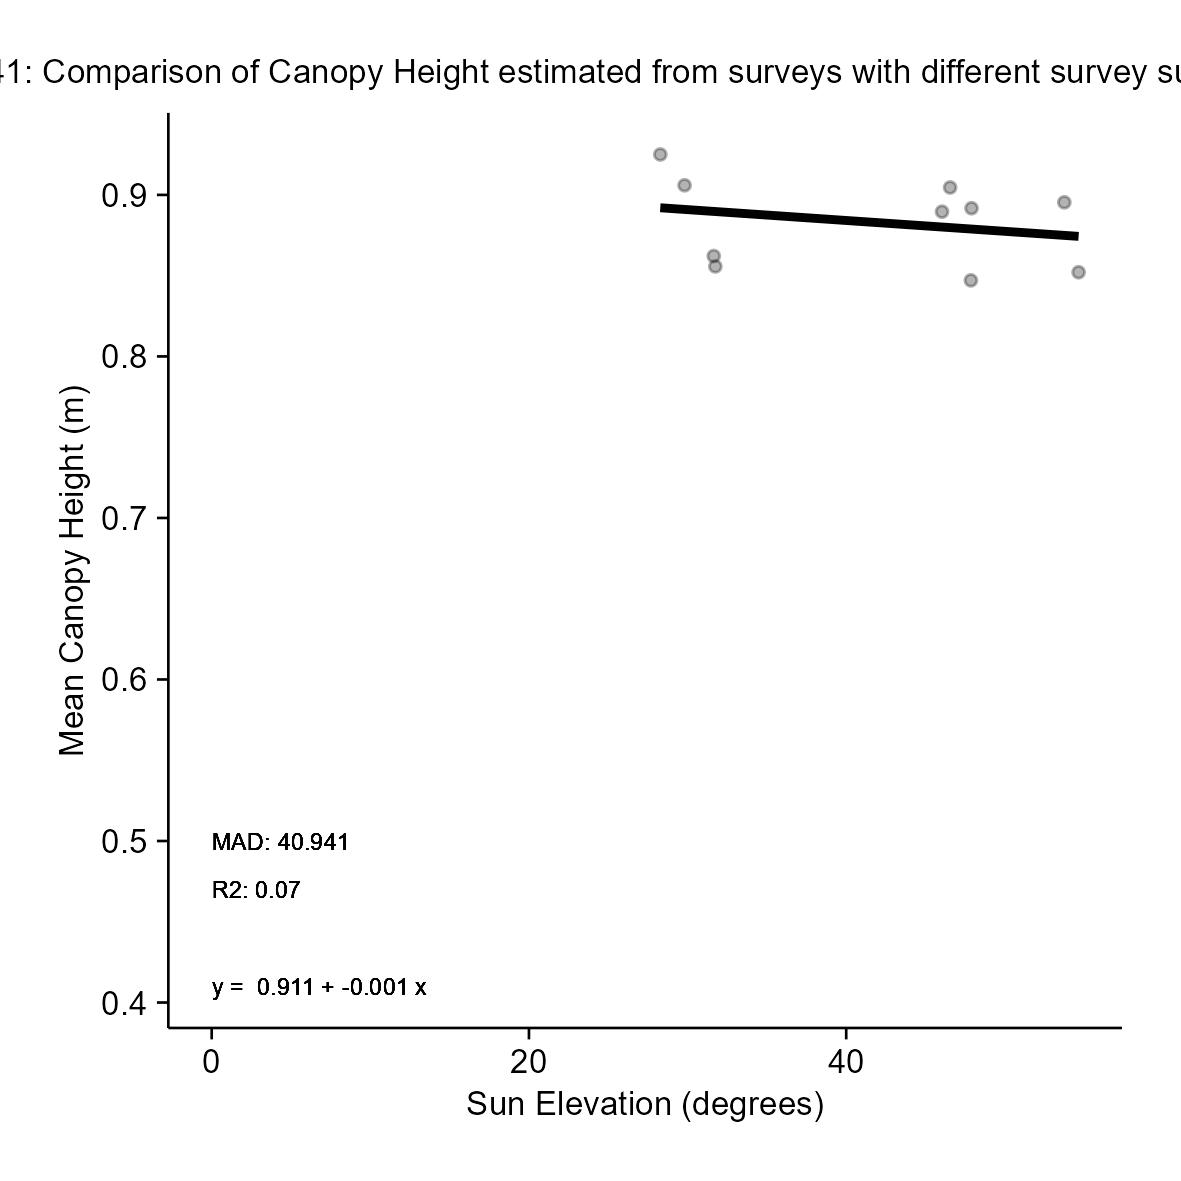 1: Comparison of Canopy Height estimated from surveys with different survey
0.9
0.8
0.7
0.6
0.5
0.4
Mean Canopy Height (m)
MAD: 40.941
R2: 0.07
y = 0.911 + -0.001 x
0 20 40
Sun Elevation (degrees)